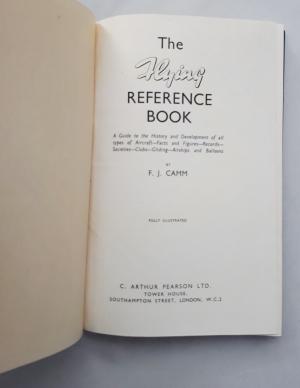 The
Flying
REFERENCE
BOOK
A Guide to the History and Development of all
types of Aircraft—Facts and Figures—Records—
Societies—Clubs—Gliding—Airships and Balloons
BY
F. J. CAMM
FULLY ILLUSTRATED
C. ARTHUR PEARSON LTD.
TOWER HOUSE,
SOUTHAMPTON STREET, LONDON, W.C.2